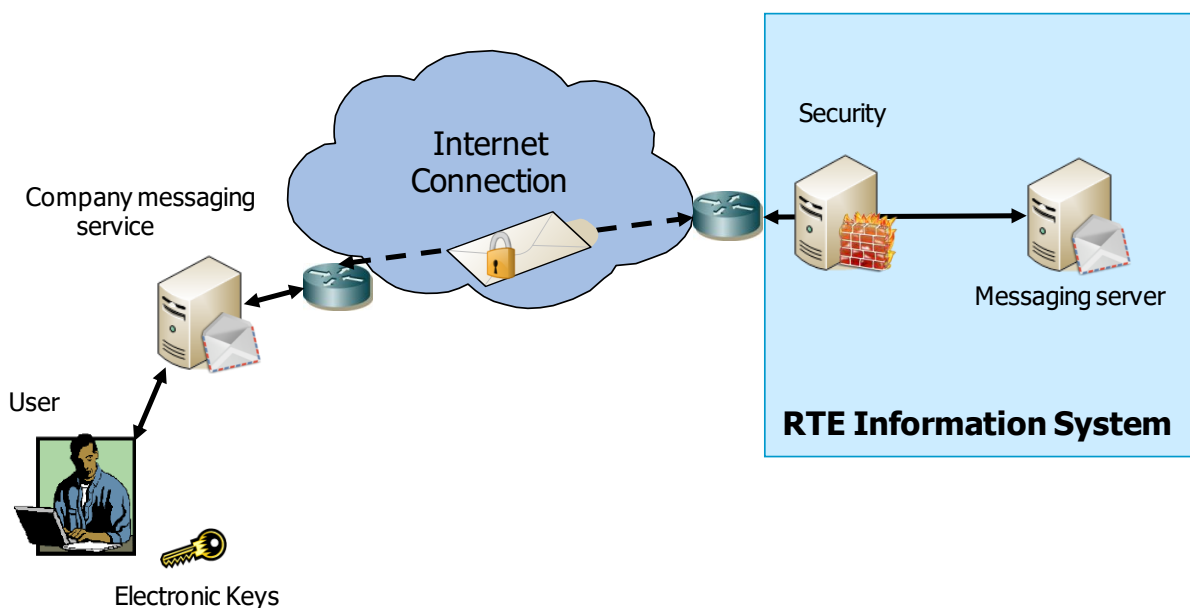 Internet
Connection
Security
Company messaging
service
Messaging server
RTE Information System
User
Electronic Keys